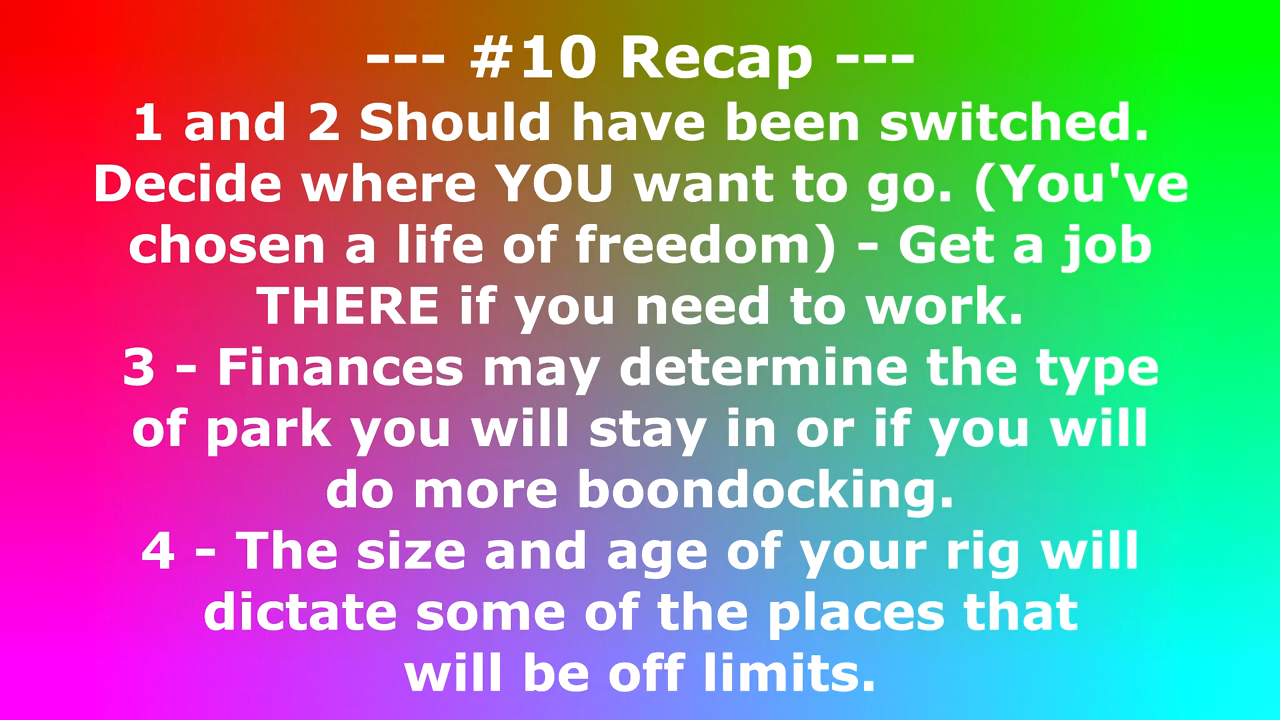 --- #10 Recap ---
1 and 2 Should have been switched.
Decide where YOU want to go. (You've
chosen a life of freedom) - Get a job
THERE if you need to work.
3 - Finances may determine the type
of park you will stay in or if you will
do more boondocking.
4 - The size and age of your rig will
dictate some of the places that
will be off limits.